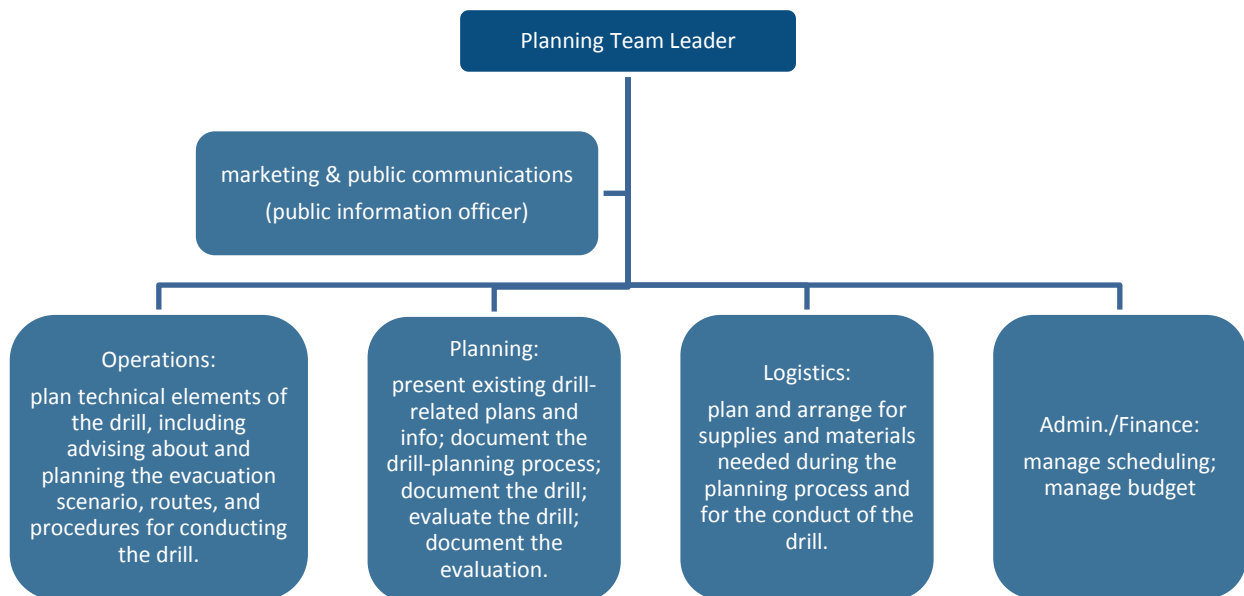 Planning Team Leader
marketing & public communications
(public information officer)
Operations:
plan technical elements of
the drill, including
advising about and
planning the evacuation
scenario, routes, and
procedures for conducting
the drill.
Planning:
present existing drill-
related plans and
info; document the
drill-planning process;
document the drill;
evaluate the drill;
document the
evaluation.
Logistics:
plan and arrange for
supplies and materials
needed during the
planning process and
for the conduct of the
drill.
Admin./Finance:
manage scheduling;
manage budget